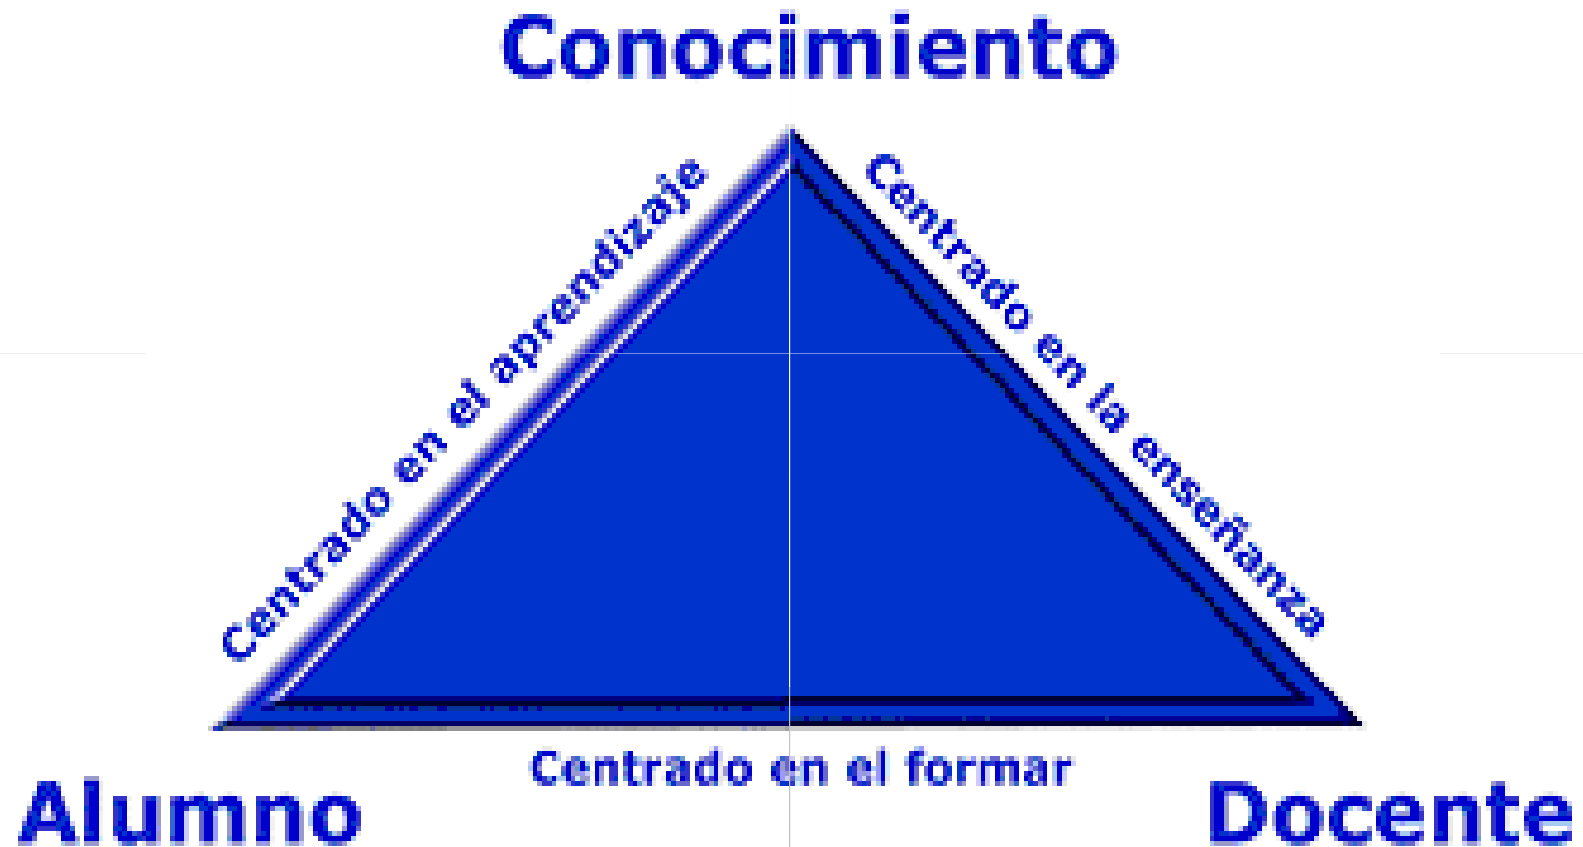 Conocimiento
Centrado en el aprendizaje
Centrado en la enseñanza
Centrado en el formar
Alumno
Docente